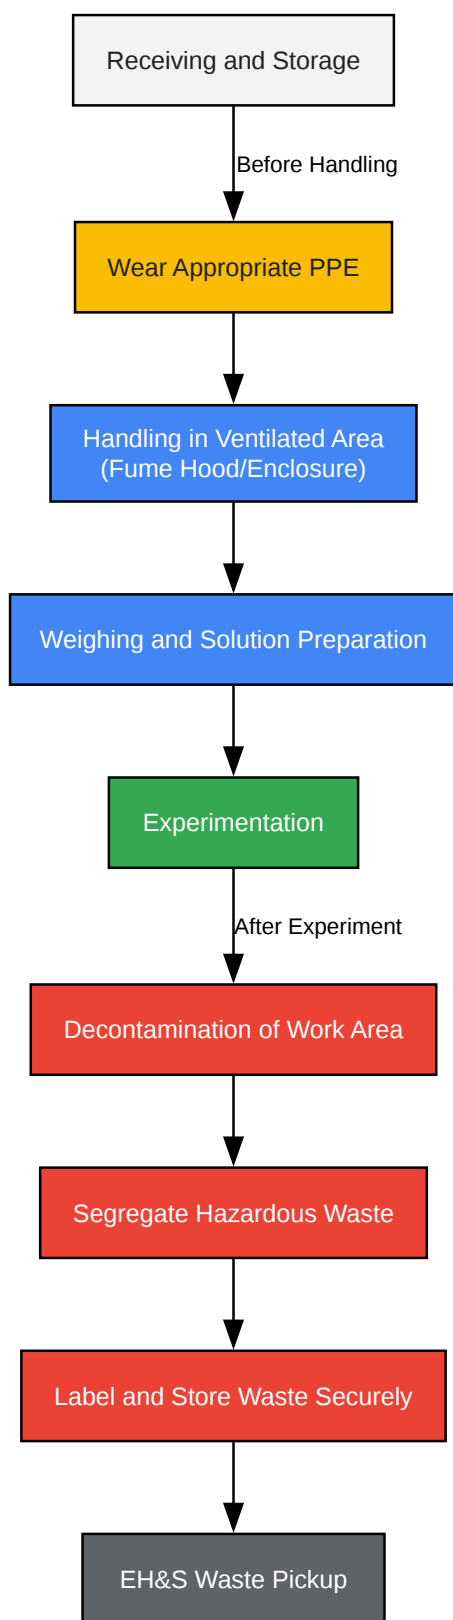 Receiving and Storage
Before Handling
Wear Appropriate PPE
Handling in Ventilated Area
(Fume Hood/Enclosure)
Weighing and Solution Preparation
Experimentation
After Experiment
Decontamination of Work Area
Segregate Hazardous Waste
Label and Store Waste Securely
EH&S Waste Pickup